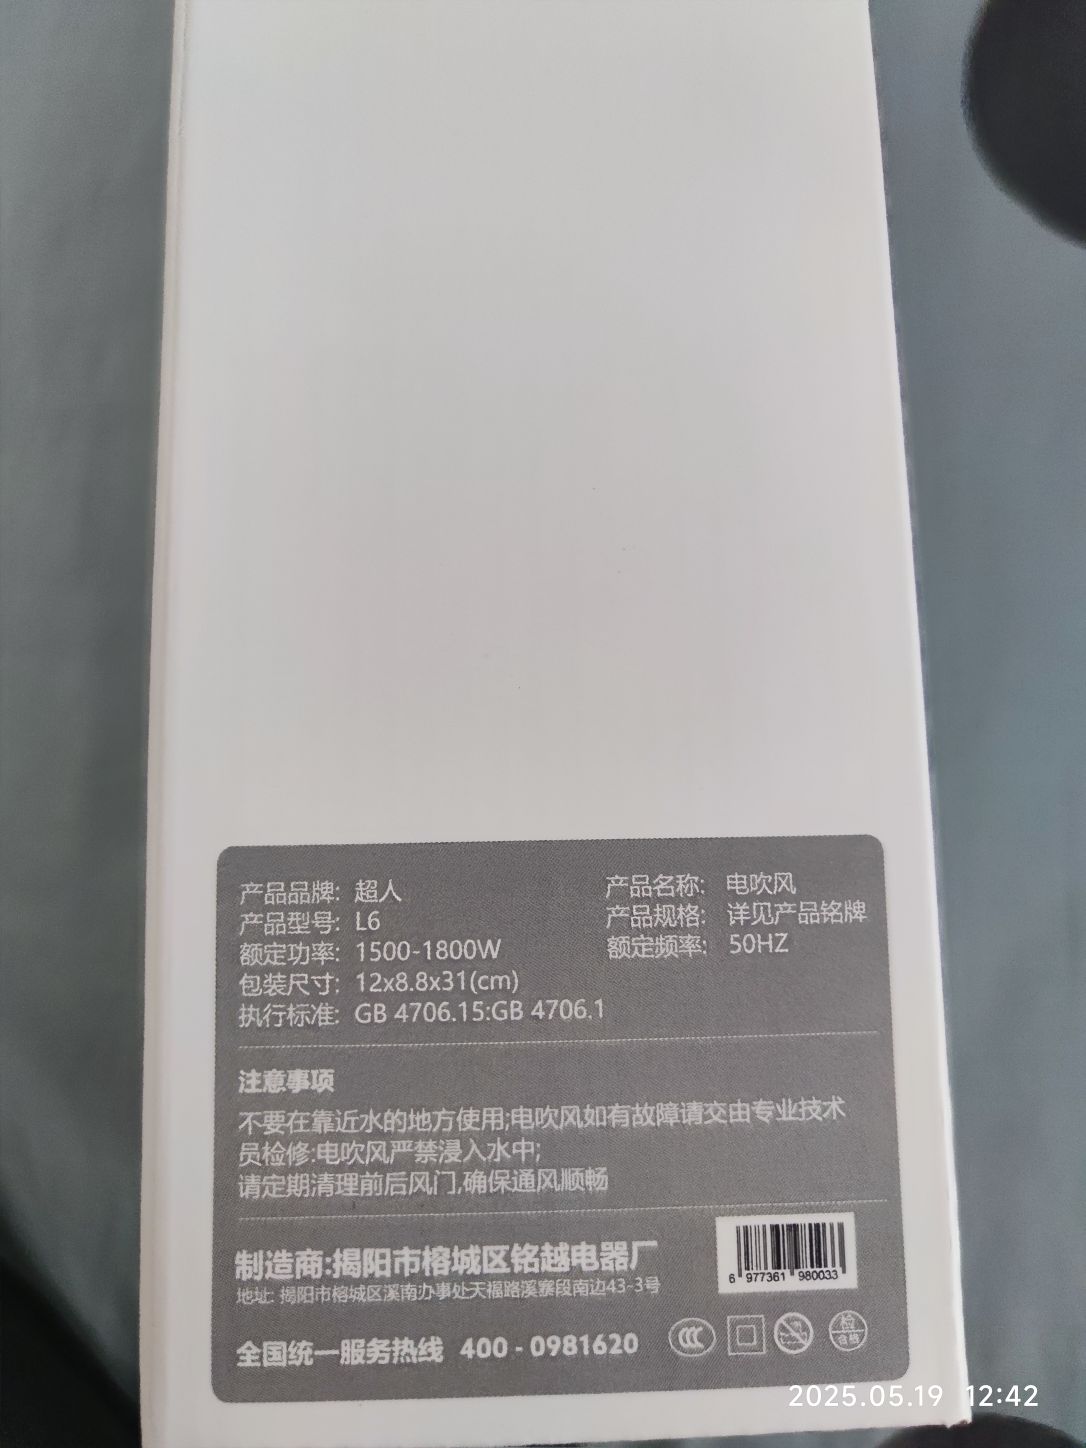 产品品牌: 超人 产品名称: 电吹风
产品型号: L6 产品规格: 详见产品铭牌
额定功率: 1500-1800W 额定频率: 50HZ
包装尺寸: 12x8.8x31(cm)
执行标准: GB 4706.15:GB 4706.1
注意事项
不要在靠近水的地方使用;电吹风如有故障请交由专业技术
员检修:电吹风严禁浸入水中;
请定期清理前后风门,确保通风顺畅
制造商:揭阳市榕城区铭越电器厂
地址: 揭阳市榕城区溪南办事处天福路溪寨段南边43-3号
6 977361 980033
全国统一服务热线 400-0981620
CCC
检
合格
2025.05.19 12:42